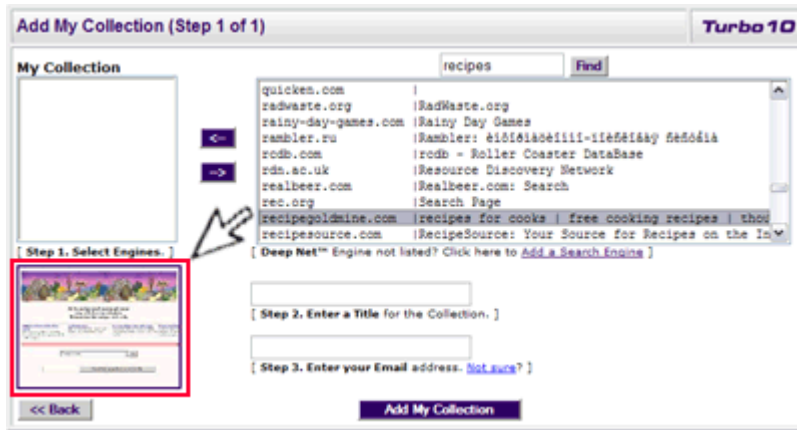 Add My Collection (Step 1 of 1)
Turbo10
My Collection
recipes
Find
quicken.com |
radwaste.org |RadWaste.org
rainy-day-games.com |Rainy Day Games
rambler.ru |Rambler:
rcdb.com |rcdb - Roller Coaster DataBase
rdn.ac.uk |Resource Discovery Network
realbeer.com |Realbeer.com: Search
rec.org |Search Page
recipegoldmine.com |recipes for cooks | free cooking recipes | thou
recipesource.com |RecipeSource: Your Source for Recipes on the In
<--
-->
[ Step 1. Select Engines. ]
[ Deep Net™ Engine not listed? Click here to Add a Search Engine ]
[ Step 2. Enter a Title for the Collection. ]
[ Step 3. Enter your Email address. Not sure? ]
<< Back
Add My Collection